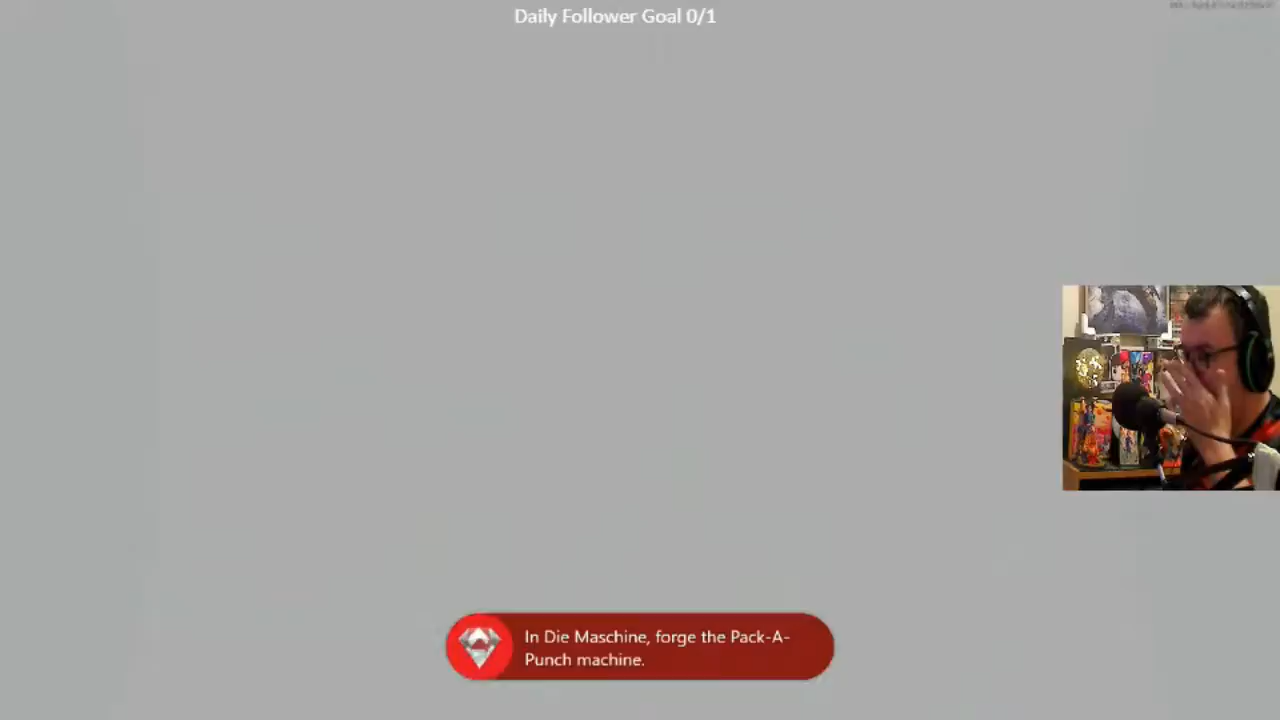 Daily Follower Goal 0/1
In Die Maschine, forge the Pack-A-
Punch machine.